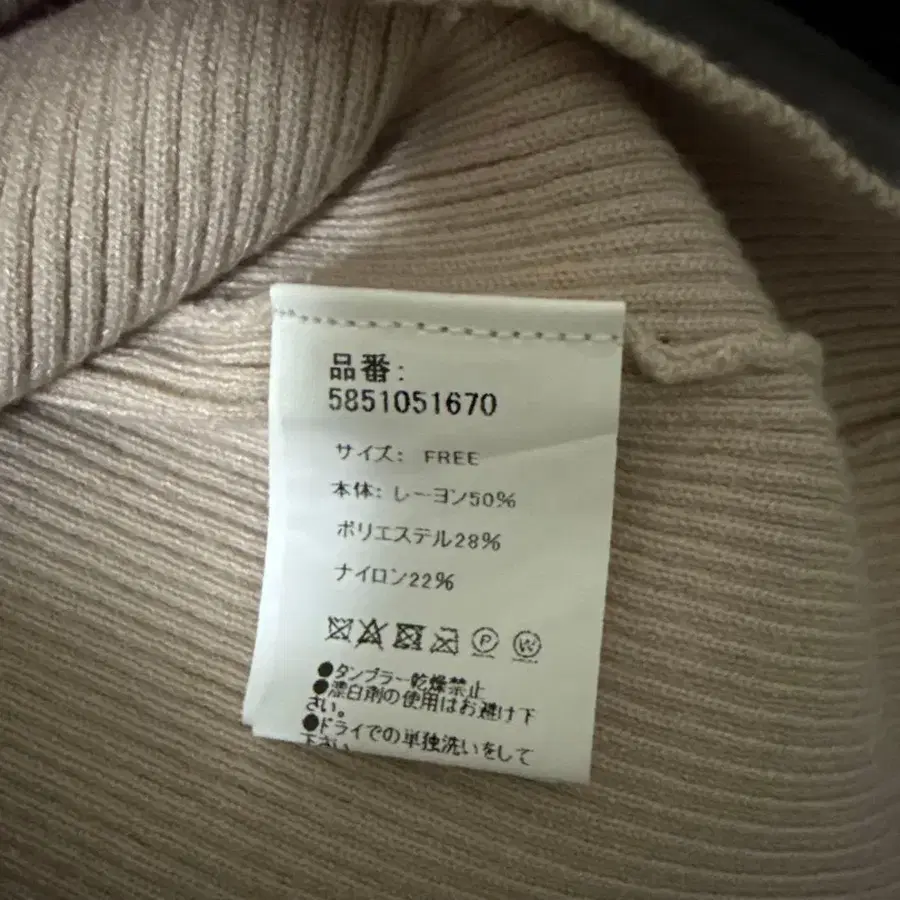 品番:
5851051670
サイズ: FREE
本体: レーヨン50%
ポリエステル28%
ナイロン22%
P W
●タンブラー乾燥禁止
●漂白剤の使用はお避け下
さい。
●ドライでの単独洗いをして
下さい